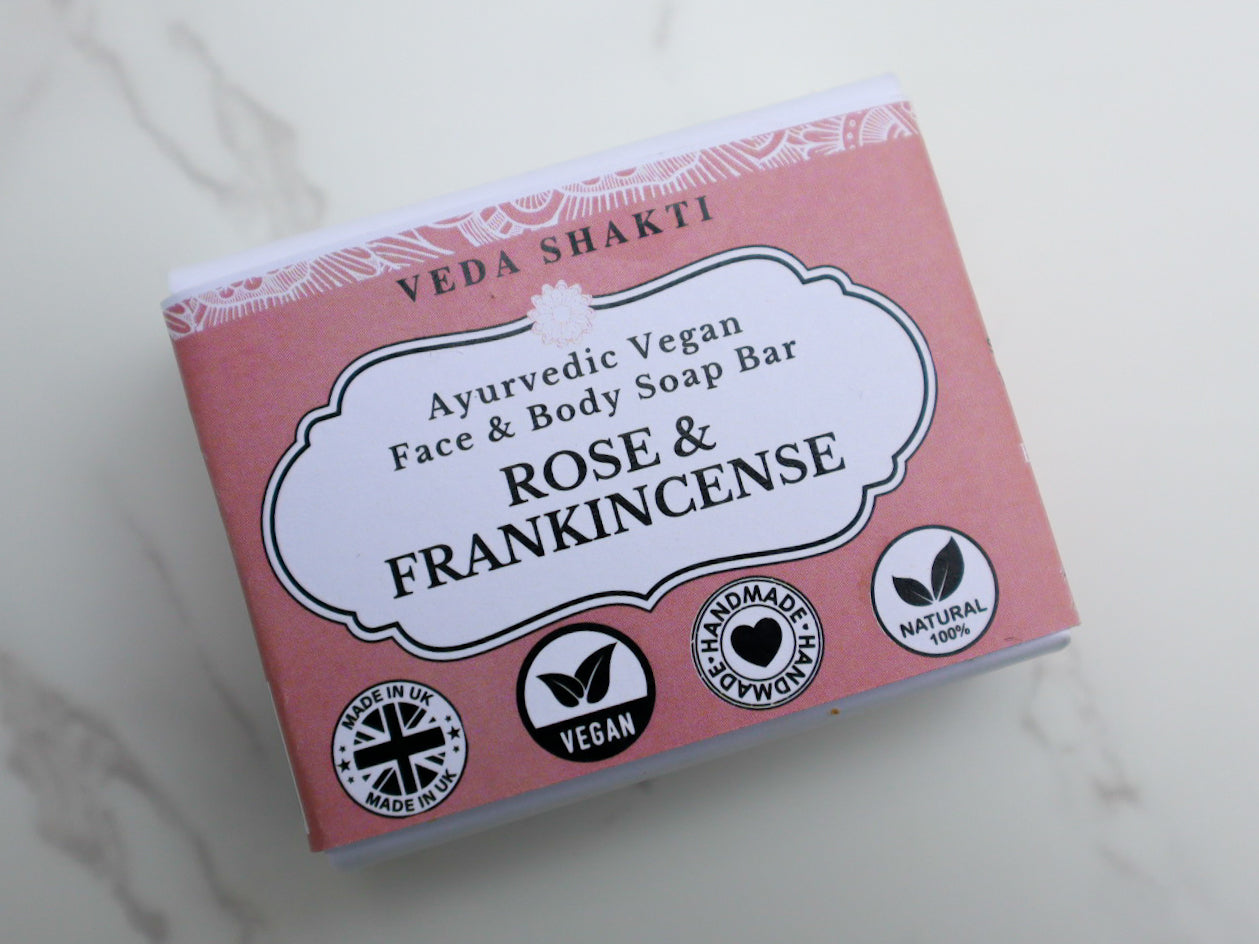 VEDA SHAKTI
Ayurvedic Vegan
Face & Body Soap Bar
ROSE &
FRANKINCENSE
MADE IN UK
MADE IN UK
VEGAN
HANDMADE • HANDMADE •
NATURAL
100%